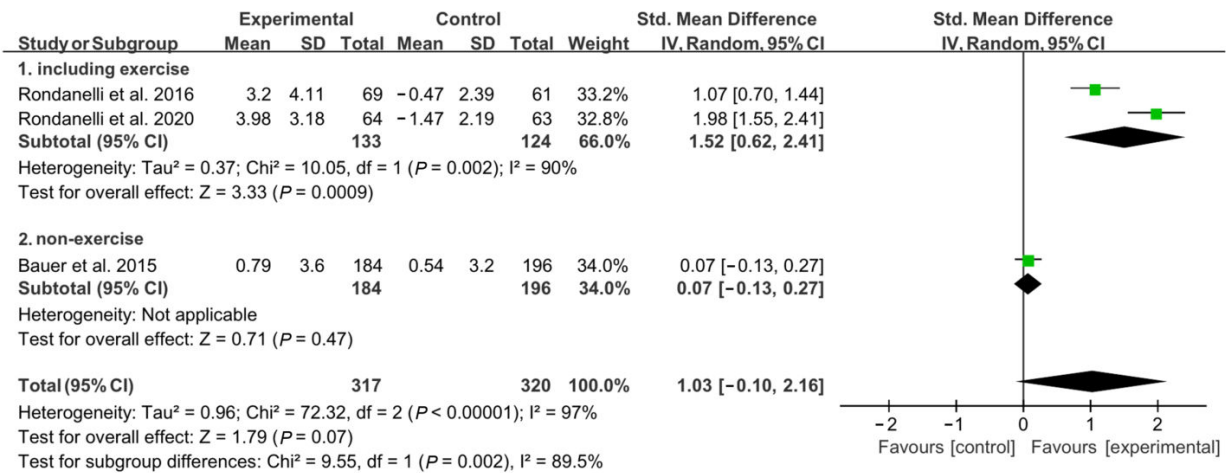 Experimental Control Std. Mean Difference Std. Mean Difference
Study or Subgroup Mean SD Total Mean SD Total Weight IV, Random, 95% CI IV, Random, 95% CI
1. including exercise
Rondanelli et al. 2016 3.2 4.11 69 −0.47 2.39 61 33.2% 1.07 [0.70, 1.44]
Rondanelli et al. 2020 3.98 3.18 64 −1.47 2.19 63 32.8% 1.98 [1.55, 2.41]
Subtotal (95% CI) 133 124 66.0% 1.52 [0.62, 2.41]
Heterogeneity: Tau² = 0.37; Chi² = 10.05, df = 1 (P = 0.002); I² = 90%
Test for overall effect: Z = 3.33 (P = 0.0009)
2. non-exercise
Bauer et al. 2015 0.79 3.6 184 0.54 3.2 196 34.0% 0.07 [−0.13, 0.27]
Subtotal (95% CI) 184 196 34.0% 0.07 [−0.13, 0.27]
Heterogeneity: Not applicable
Test for overall effect: Z = 0.71 (P = 0.47)
Total (95% CI) 317 320 100.0% 1.03 [−0.10, 2.16]
Heterogeneity: Tau² = 0.96; Chi² = 72.32, df = 2 (P < 0.00001); I² = 97%
Test for overall effect: Z = 1.79 (P = 0.07)
Test for subgroup differences: Chi² = 9.55, df = 1 (P = 0.002), I² = 89.5%
−2 −1 0 1 2
Favours [control] Favours [experimental]